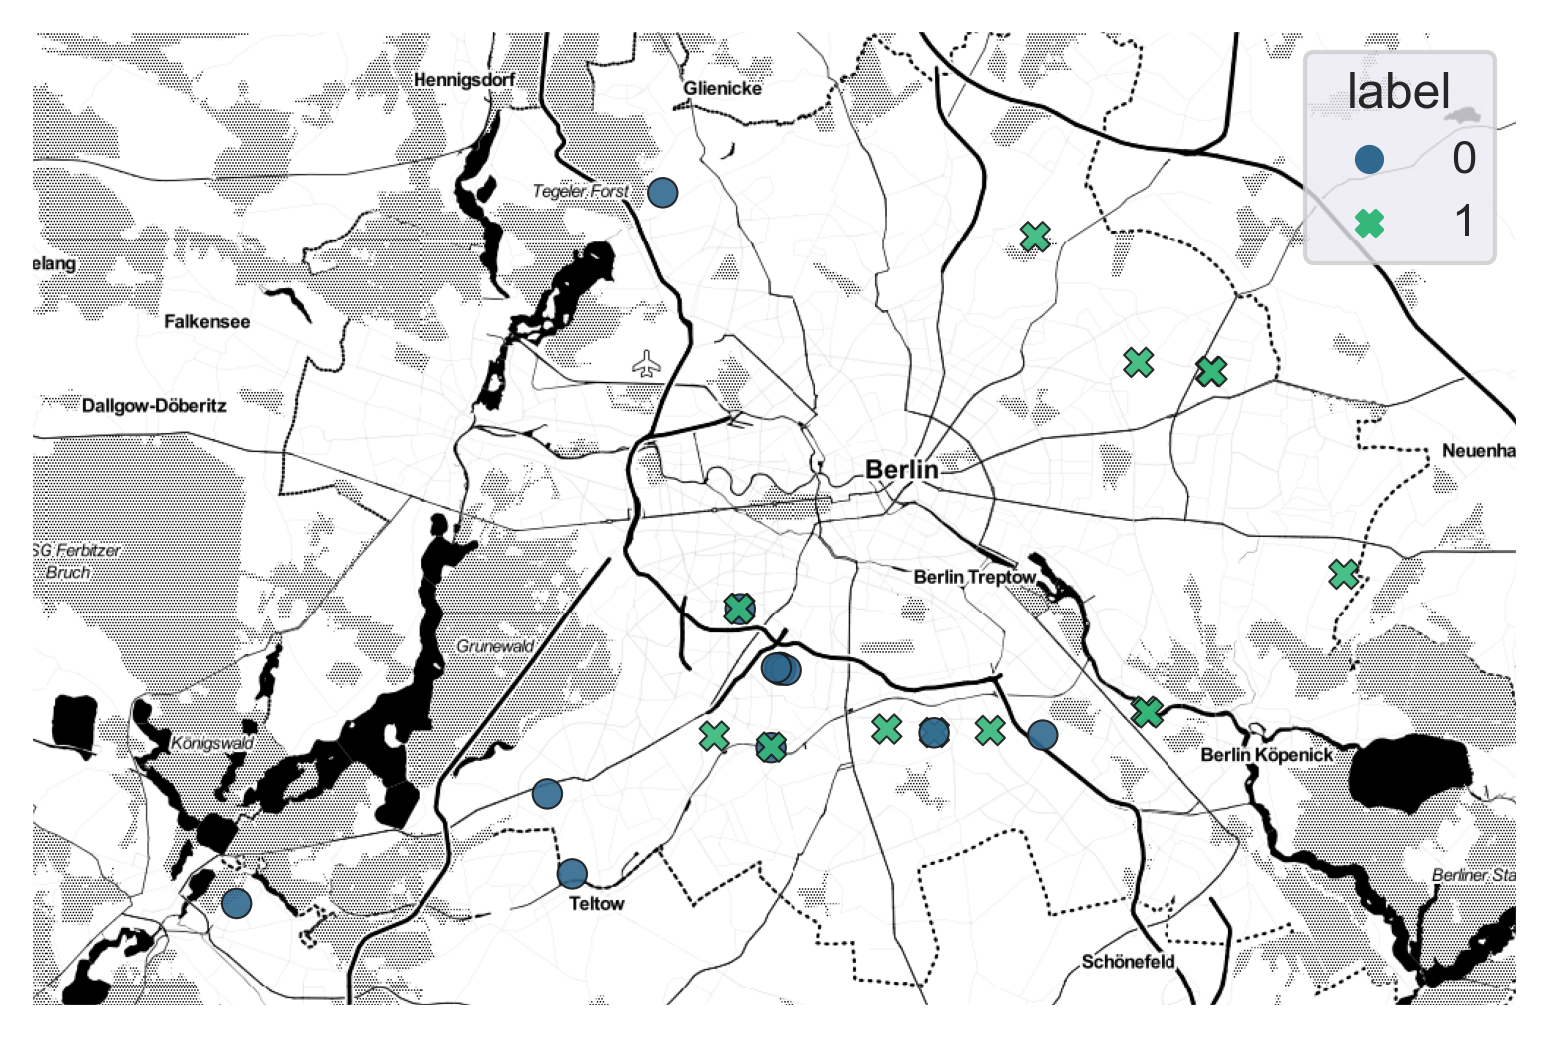 Hennigsdorf
Glienicke
label
0
1
Tegeler Forst
elang
Falkensee
Dallgow-Döberitz
Neuenha
Berlin
SG Ferbitzer
Bruch
Berlin Treptow
Grunewald
Königswald
Berlin Köpenick
Berliner Sta
Teltow
Schönefeld